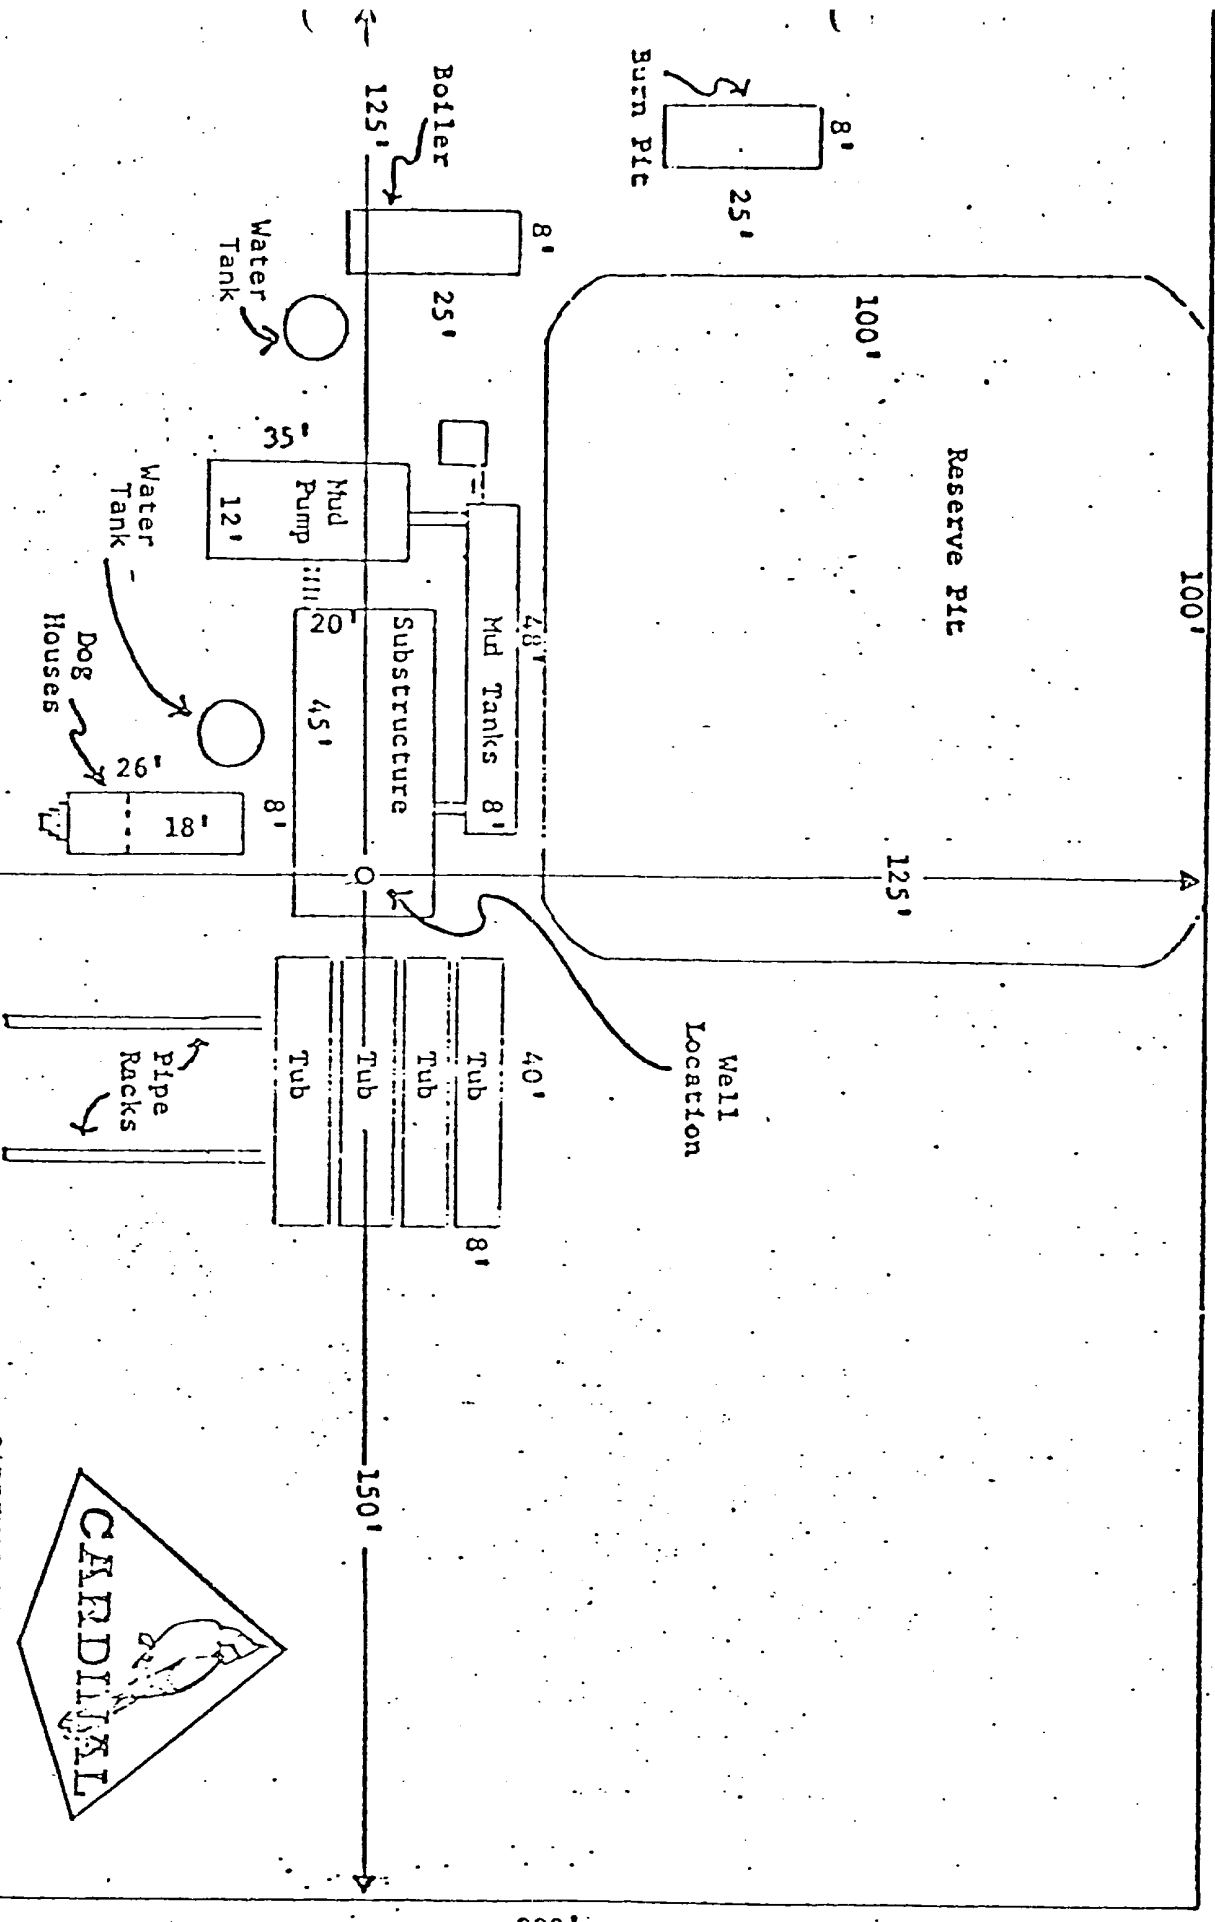 100'
Reserve Pit
100'
125'
8'
25'
Burn Pit
Well
Location
8'
25'
Boiler
48'
Mud Tanks 8'
40'
Tub
Tub
Tub
Tub
8'
Substructure
20'
45'
125'
150'
Mud
Pump
35'
12'
Water
Tank
Water
Tank
8'
18'
26'
Dog
Houses
Pipe
Racks
CARDINAL